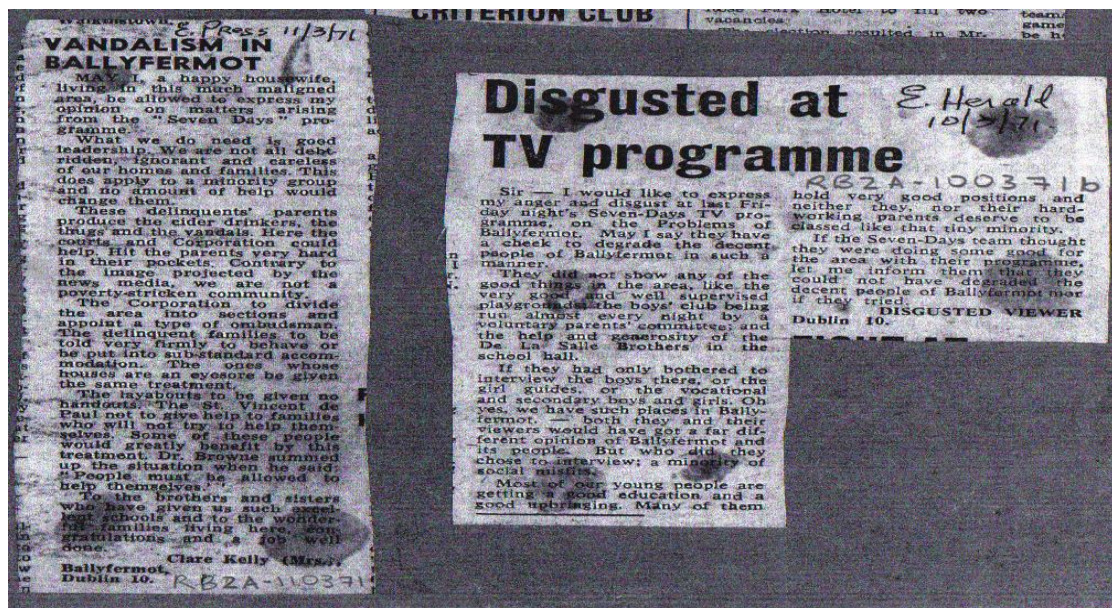 Walkinstown.
E. Press 11/3/71
VANDALISM IN
BALLYFERMOT
MAY I, a happy housewife,
living in this much maligned
area, be allowed to express my
opinion on matters arising
from the "Seven Days" pro-
gramme.
What we do need is good
leadership. We are not all debt-
ridden, ignorant and careless
of our homes and families. This
does apply to a minority group
and no amount of help would
change them.
These delinquents' parents
produce the cider drinkers, the
thugs and the vandals. Here the
courts and Corporation could
help. Hit the parents very hard
in their pockets. Contrary to
the image projected by the
news media, we are not a
poverty-stricken community.
The Corporation to divide
the area into sections and
appoint a type of ombudsman.
The delinquent families to be
told very firmly to behave or
be put into sub-standard accom-
modation. The ones whose
houses are an eyesore be given
the same treatment.
The layabouts to be given no
handouts. The St. Vincent de
Paul not to give help to families
who will not try to help them-
selves. Some of these people
would greatly benefit by this
treatment. Dr. Browne summed
up the situation when he said:
"People must be allowed to
help themselves."
To the brothers and sisters
who have given us such excel-
lent schools and to the wonder-
ful families living here, con-
gratulations and a job well
done.
Clare Kelly (Mrs.),
Ballyfermot,
Dublin 10.
RB2A-110371
CRITERION CLUB
Hotel to fill two
vacancies.
The election resulted in Mr.
team
game
be
Disgusted at
TV programme
E. Herald
10/3/71
RB2A-100371b
Sir — I would like to express
my anger and disgust at last Fri-
day night's Seven-Days TV pro-
gramme, on the Problems of
Ballyfermot. May I say they have
a cheek to degrade the decent
people of Ballyfermot in such a
manner.
They did not show any of the
good things in the area, like the
very good and well supervised
playgrounds, the boys' club being
run almost every night by a
voluntary parents' committee; and
the help and generosity of the
De La Salle Brothers in the
school hall.
If they had only bothered to
interview the boys there, or the
girl guides, or the vocational
and secondary boys and girls. Oh
yes, we have such places in Bally-
fermot, — both they and their
viewers would have got a far dif-
ferent opinion of Ballyfermot and
its people. But who did they
chose to interview; a minority of
social misfits.
Most of our young people are
getting a good education and a
good upbringing. Many of them
hold very good positions and
neither they, nor their hard-
working parents deserve to be
classed like that tiny minority.
If the Seven-Days team thought
they were doing some good for
the area with their programme,
let me inform them that they
could not have degraded the
decent people of Ballyfermot mor
if they tried.
DISGUSTED VIEWER
Dublin 10.